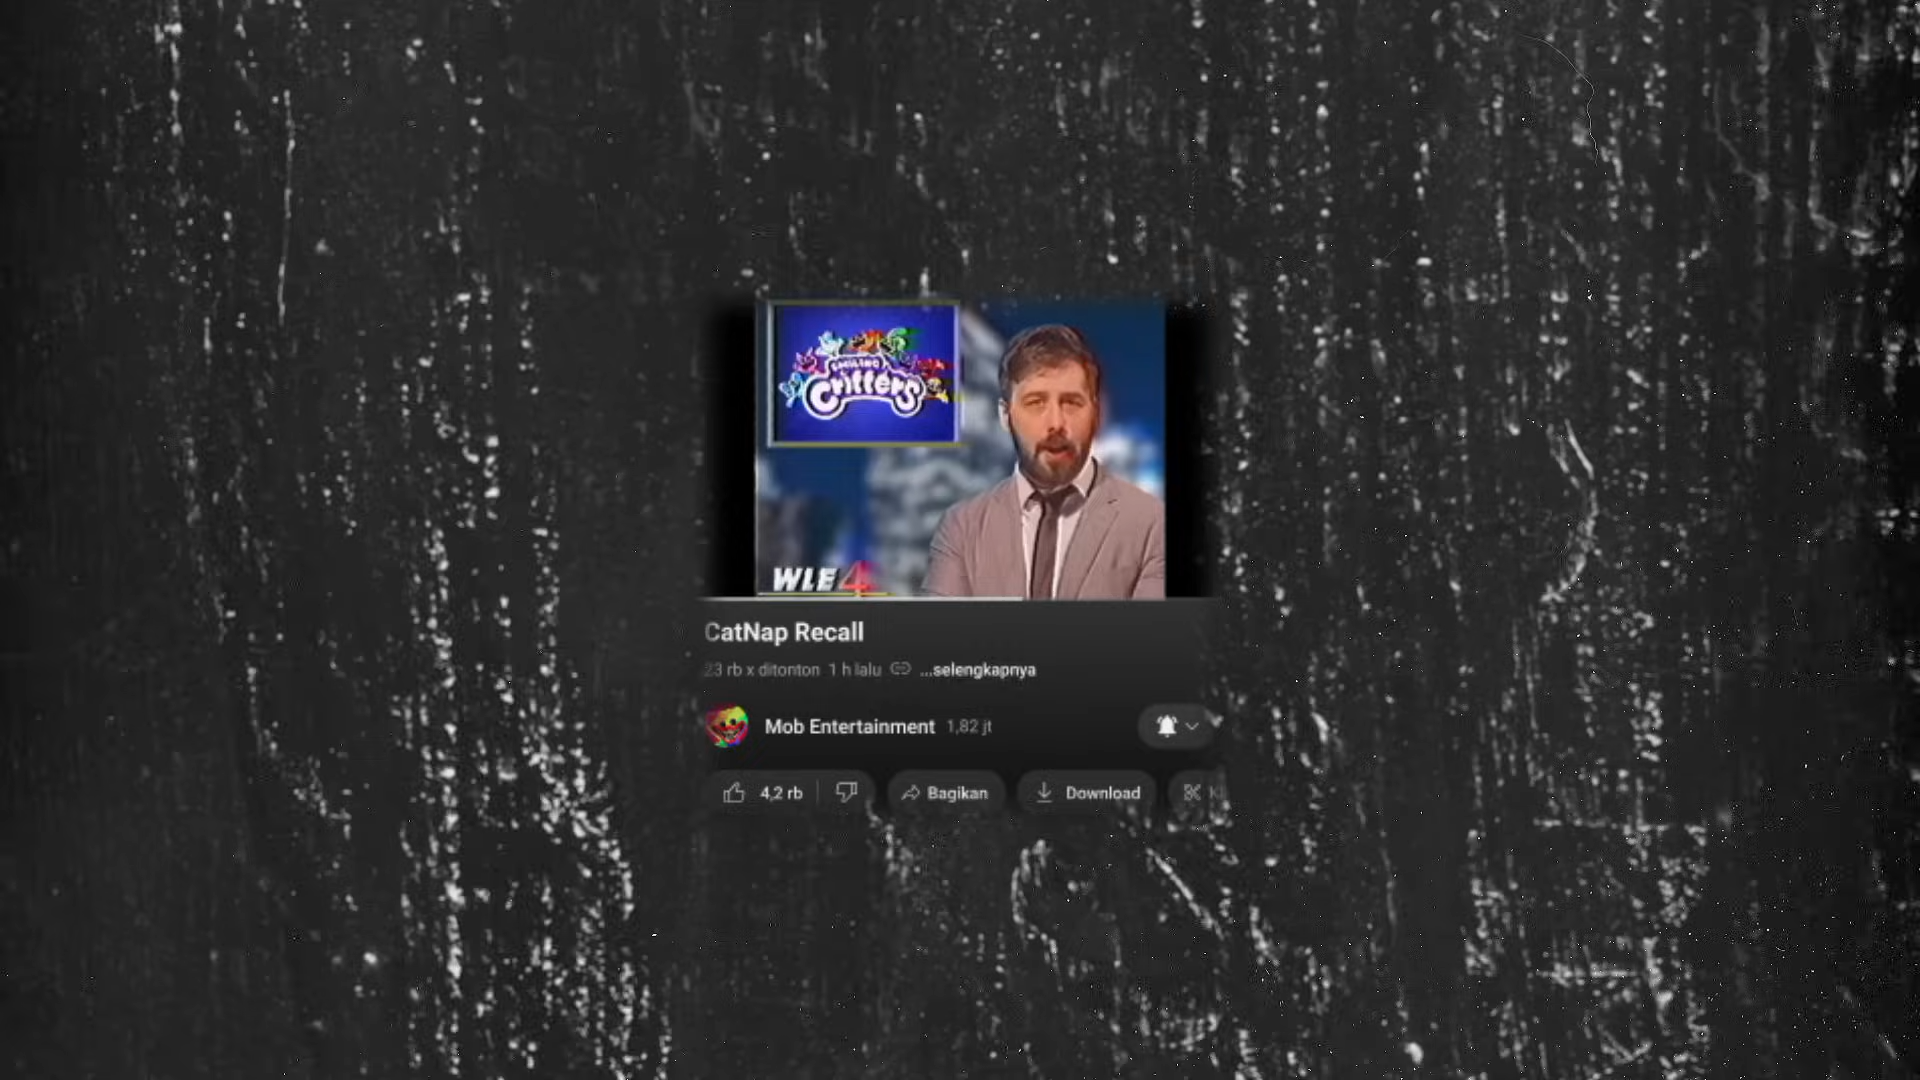 SMILING
Critters
WLE 4
CatNap Recall
23 rb x ditonton 1 h lalu ...selengkapnya
Mob Entertainment 1,82 jt
4,2 rb
Bagikan
Download